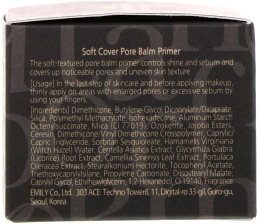 Soft Cover Pore Balm Primer
The soft-textured pore balm primer controls shine and sebum and
covers up noticeable pores and uneven skin texture
[Usage] In the last step of skincare and before applying makeup,
thinly apply on areas with enlarged pores or excessive sebum by
using your fingers.
[Ingredients] Dimethicone, Butylene Glycol Dicaprylate/Dicaprate,
Silica, Polymethyl Methacrylate, Isohexadecane, Aluminum Starch
Octenylsuccinate, Mica (CI 77019), Ozokerite, Jojoba Esters,
Ceresin, Dimethicone/Vinyl Dimethicone Crosspolymer, Caprylic/
Capric Triglyceride, Sorbitan Sesquioleate, Hamamelis Virginiana
(Witch Hazel) Water, Centella Asiatica Extract, Glycyrrhiza Glabra
(Licorice) Root Extract, Camellia Sinensis Leaf Extract, Portulaca
Oleracea Extract, Stearalkonium Hectorite, Tocopheryl Acetate,
Triethoxycaprylylsilane, Propylene Carbonate, Diisostearyl Malate,
Caprylyl Glycol, Ethylhexylglycerin, 1,2-Hexanediol, CI 19140, Fragrance
EMILY Co., Ltd. 303 ACE Techno Tower8, 11, Digital-ro 33-gil, Guro-gu,
Seoul, Korea